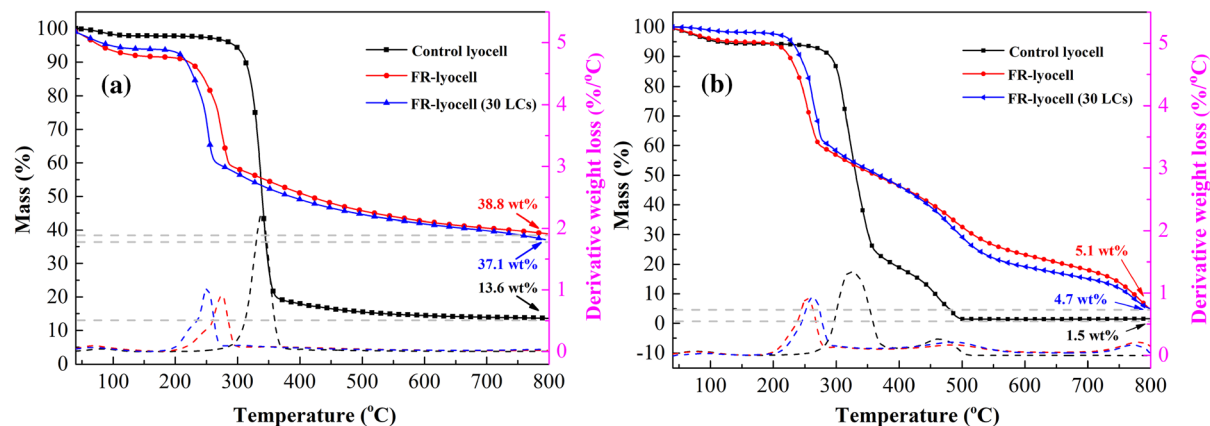 (a)
Control lyocell
FR-lyocell
FR-lyocell (30 LCs)
38.8 wt%
37.1 wt%
13.6 wt%
Mass (%)
100
90
80
70
60
50
40
30
20
10
0
100
200
300
400
500
600
700
800
Temperature (°C)
5
4
3
2
1
0
Derivative weight loss (%/°C)
(b)
Control lyocell
FR-lyocell
FR-lyocell (30 LCs)
5.1 wt%
4.7 wt%
1.5 wt%
Mass (%)
100
90
80
70
60
50
40
30
20
10
0
-10
100
200
300
400
500
600
700
800
Temperature (°C)
5
4
3
2
1
0
Derivative weight loss (%/°C)